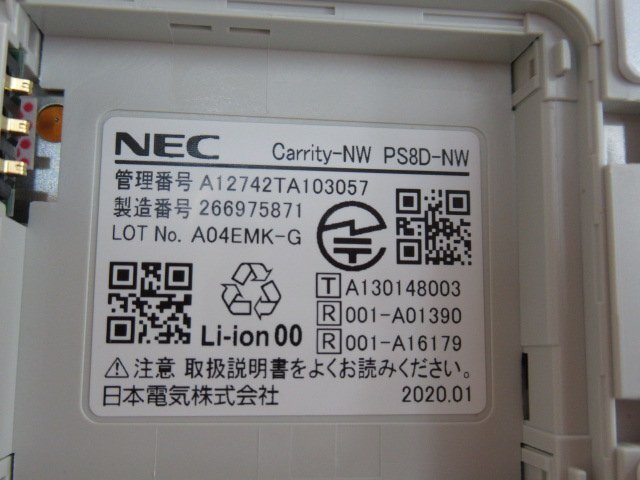 NEC Carrity-NW PS8D-NW
管理番号 A12742TA103057
製造番号 266975871
LOT No. A04EMK-G
T A130148003
R 001-A01390
Li-ion 00
R 001-A16179
⚠注意 取扱説明書をよくお読みください。
日本電気株式会社 2020.01